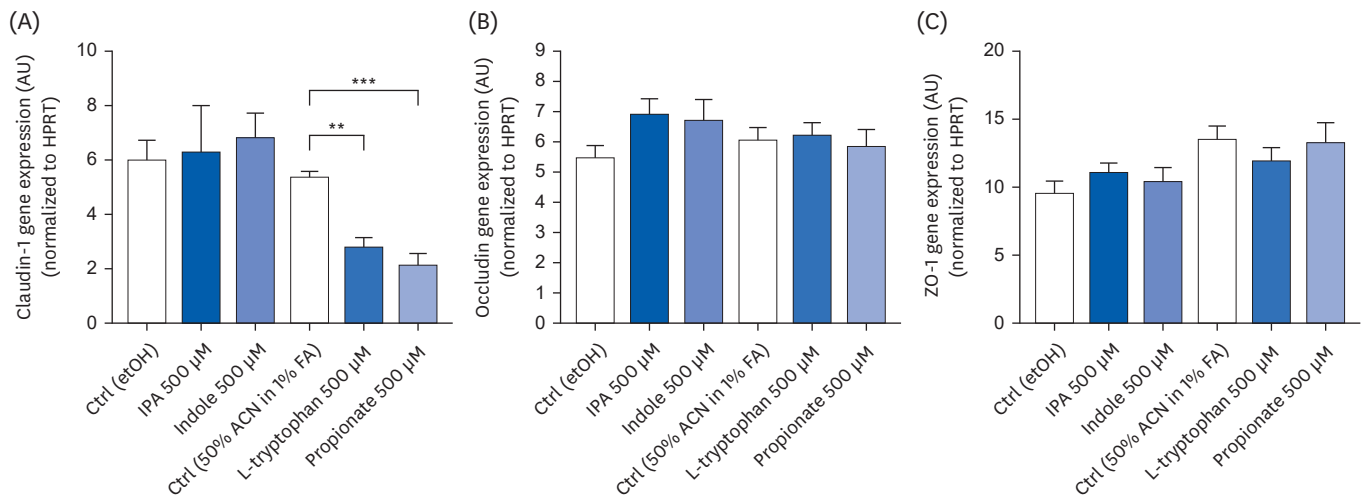 (A)
Claudin-1 gene expression (AU)
(normalized to HPRT)
10
8
6
4
2
0
***
**
Ctrl (etOH)
IPA 500 µM
Indole 500 µM
Ctrl (50% ACN in 1% FA)
L-tryptophan 500 µM
Propionate 500 µM
(B)
Occludin gene expression (AU)
(normalized to HPRT)
9
8
7
6
5
4
3
2
1
0
Ctrl (etOH)
IPA 500 µM
Indole 500 µM
Ctrl (50% ACN in 1% FA)
L-tryptophan 500 µM
Propionate 500 µM
(C)
ZO-1 gene expression (AU)
(normalized to HPRT)
20
15
10
5
0
Ctrl (etOH)
IPA 500 µM
Indole 500 µM
Ctrl (50% ACN in 1% FA)
L-tryptophan 500 µM
Propionate 500 µM